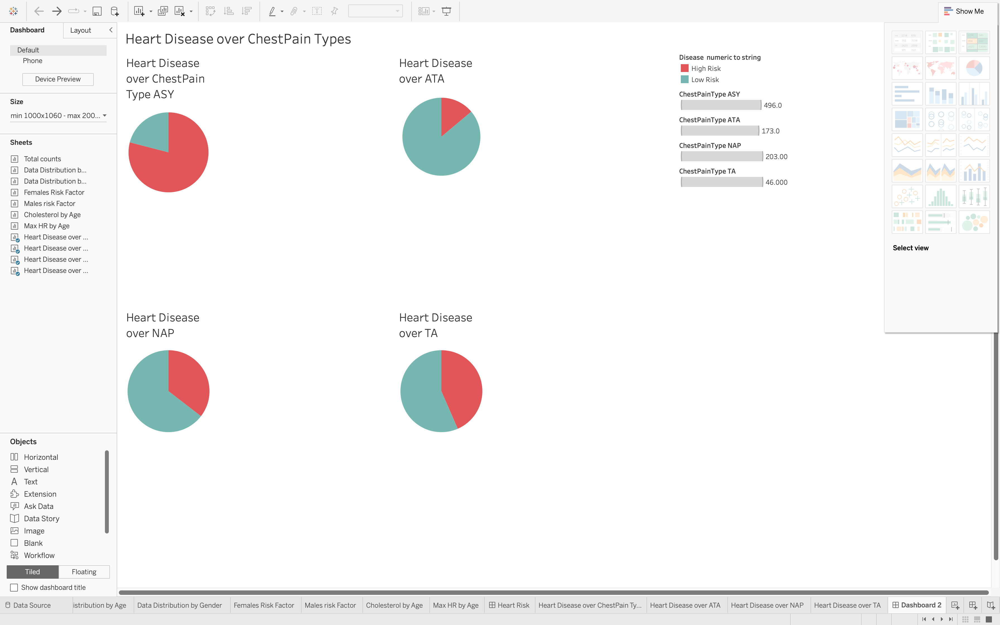 Show Me
Dashboard
Layout
Default
Phone
Device Preview
Size
min 1000x1060 - max 200...
Sheets
Total counts
Data Distribution b...
Data Distribution b...
Females Risk Factor
Males risk Factor
Cholesterol by Age
Max HR by Age
Heart Disease over ...
Heart Disease over ...
Heart Disease over ...
Heart Disease over ...
Objects
Horizontal
Vertical
Text
Extension
Ask Data
Data Story
Image
Blank
Workflow
Tiled
Floating
Show dashboard title
Heart Disease over ChestPain Types
Heart Disease
over ChestPain
Type ASY
Heart Disease
over ATA
Heart Disease
over NAP
Heart Disease
over TA
Disease numeric to string
High Risk
Low Risk
ChestPainType ASY
496.0
ChestPainType ATA
173.0
ChestPainType NAP
203.00
ChestPainType TA
46.000
Select view
Data Source
istribution by Age
Data Distribution by Gender
Females Risk Factor
Males risk Factor
Cholesterol by Age
Max HR by Age
Heart Risk
Heart Disease over ChestPain Ty...
Heart Disease over ATA
Heart Disease over NAP
Heart Disease over TA
Dashboard 2